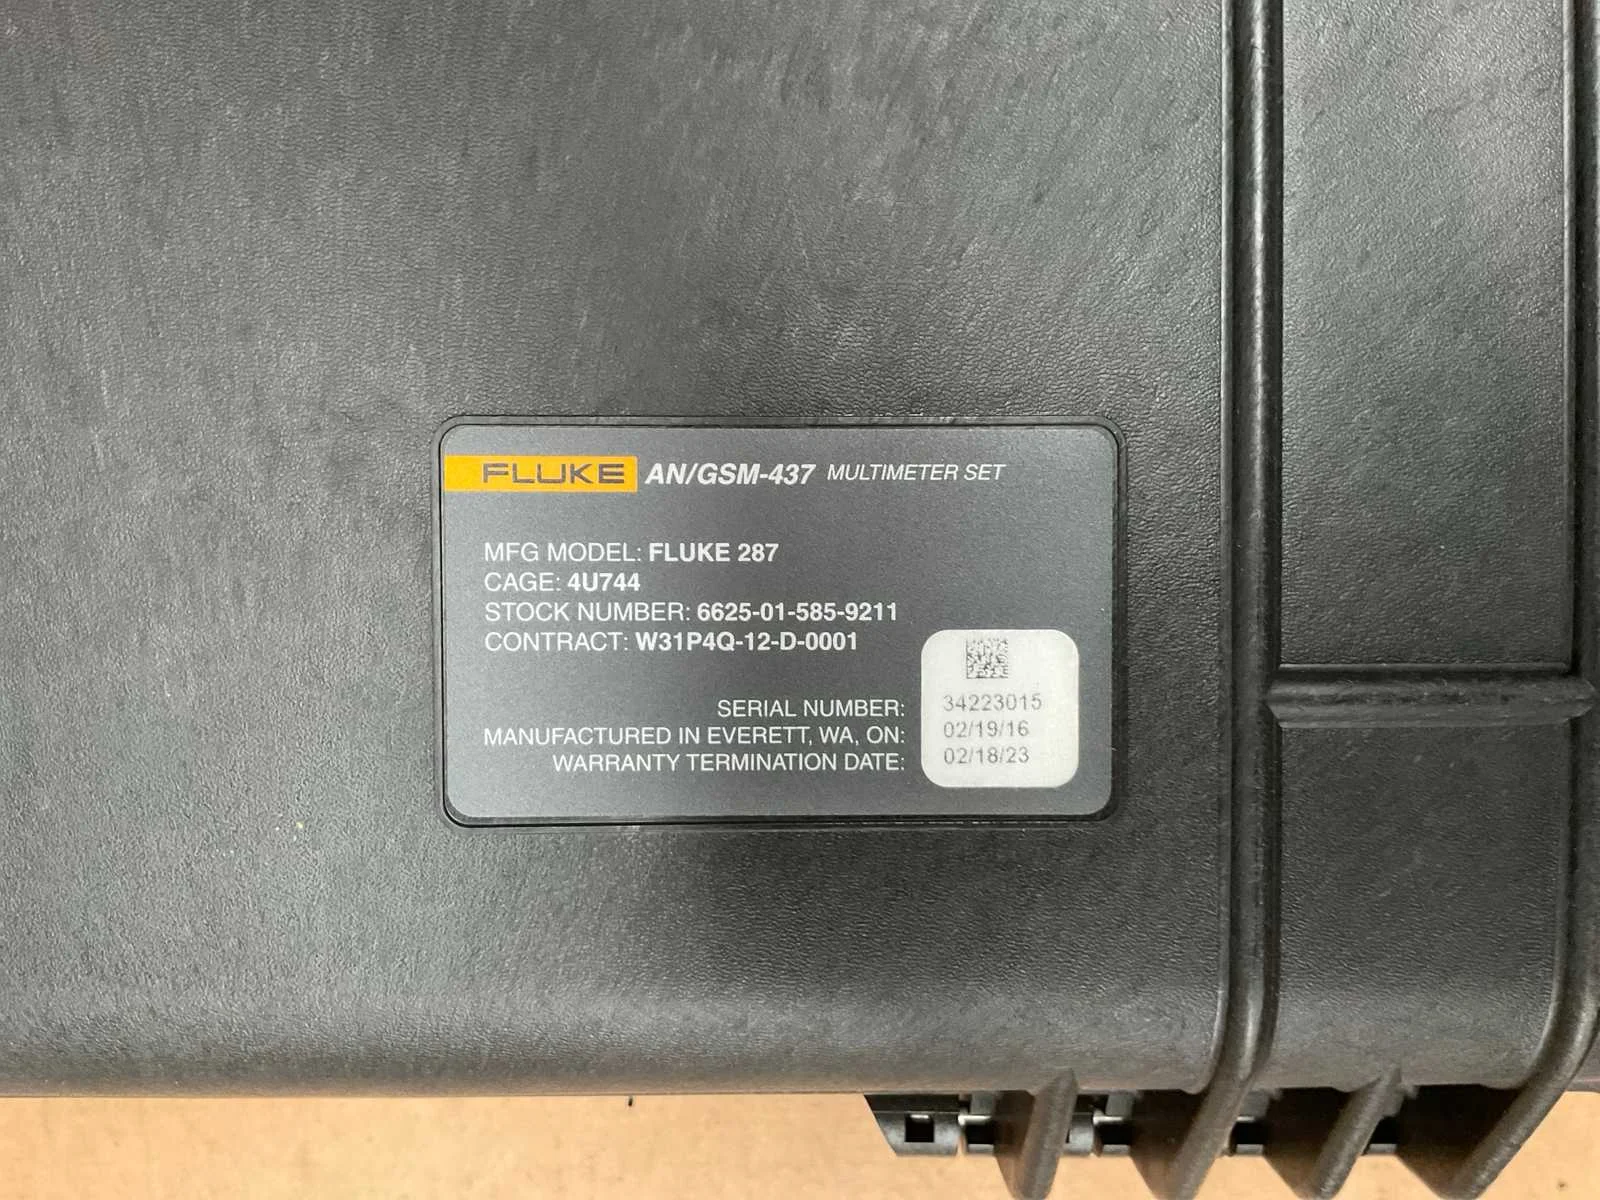 FLUKE AN/GSM-437 MULTIMETER SET
MFG MODEL: FLUKE 287
CAGE: 4U744
STOCK NUMBER: 6625-01-585-9211
CONTRACT: W31P4Q-12-D-0001
SERIAL NUMBER: 34223015
MANUFACTURED IN EVERETT, WA, ON: 02/19/16
WARRANTY TERMINATION DATE: 02/18/23